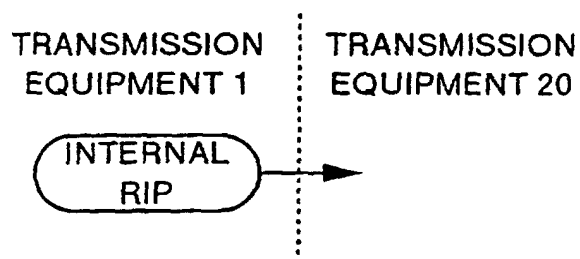 TRANSMISSION
EQUIPMENT 1
TRANSMISSION
EQUIPMENT 20
INTERNAL
RIP